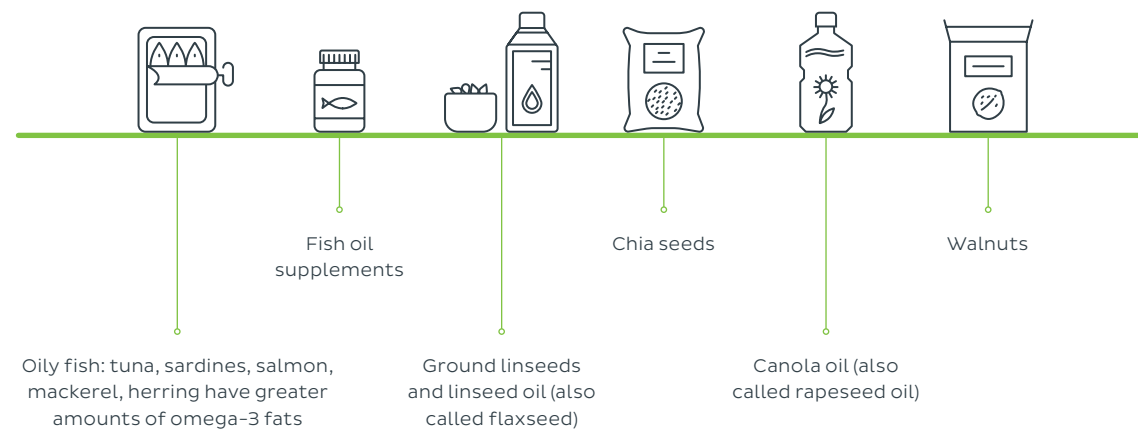 Fish oil
supplements
Chia seeds
Walnuts
Oily fish: tuna, sardines, salmon,
mackerel, herring have greater
amounts of omega-3 fats
Ground linseeds
and linseed oil (also
called flaxseed)
Canola oil (also
called rapeseed oil)